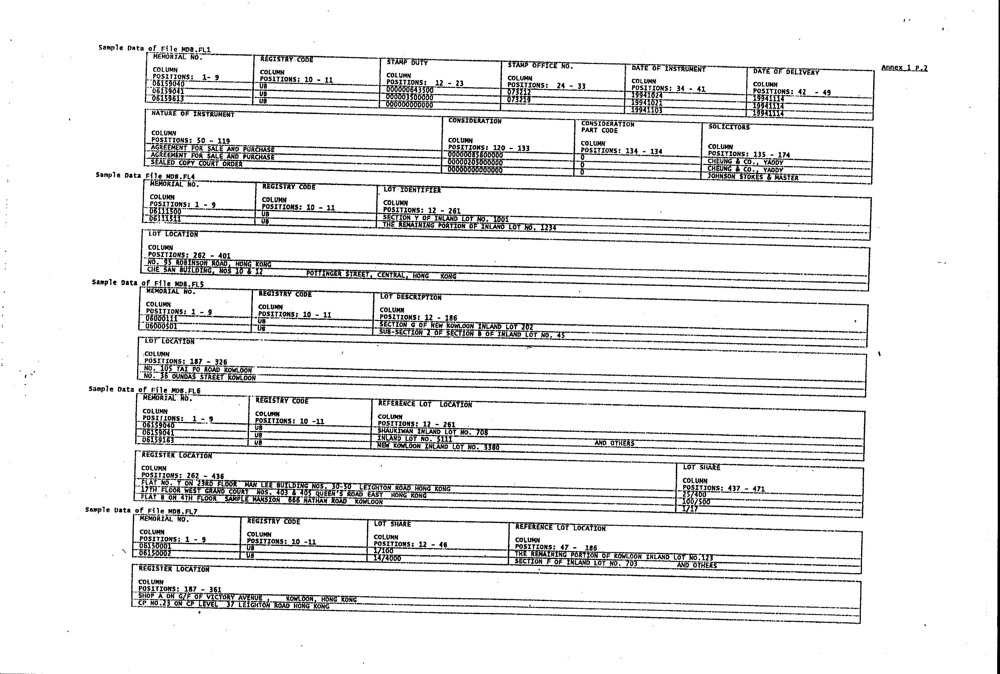 Annex 1 P.2
Sample Data of File MDB.FL1
MEMORIAL NO. REGISTRY CODE STAMP DUTY STAMP OFFICE NO. DATE OF INSTRUMENT DATE OF DELIVERY
COLUMN COLUMN COLUMN COLUMN COLUMN COLUMN
POSITIONS: 1- 9 POSITIONS: 10 - 11 POSITIONS: 12 - 23 POSITIONS: 24 - 33 POSITIONS: 34 - 41 POSITIONS: 42 - 49
06159040 UB 000000643500 073212 19941024 19941114
06159041 UB 000003500000 073219 19941021 19941114
06159613 UB 000000000000 19941103 19941114
NATURE OF INSTRUMENT CONSIDERATION CONSIDERATION PART CODE SOLICITORS
COLUMN COLUMN COLUMN COLUMN
POSITIONS: 50 - 119 POSITIONS: 120 - 133 POSITIONS: 134 - 134 POSITIONS: 135 - 174
AGREEMENT FOR SALE AND PURCHASE 00000085800000 0 CHEUNG & CO., YADDY
AGREEMENT FOR SALE AND PURCHASE 00000205000000 0 CHEUNG & CO., YADDY
SEALED COPY COURT ORDER 00000000000000 0 JOHNSON STOKES & MASTER
Sample Data File MDB.FL4
MEMORIAL NO. REGISTRY CODE LOT IDENTIFIER
COLUMN COLUMN COLUMN
POSITIONS: 1 - 9 POSITIONS: 10 - 11 POSITIONS: 12 - 261
06111500 UB SECTION Y OF INLAND LOT NO. 1001
06111511 UB THE REMAINING PORTION OF INLAND LOT NO. 1234
LOT LOCATION
COLUMN
POSITIONS: 262 - 401
NO. 95 ROBINSON ROAD, HONG KONG
CHE SAN BUILDING, NOS 10 & 12 POTTINGER STREET, CENTRAL, HONG KONG
Sample Data of File MDB.FL5
MEMORIAL NO. REGISTRY CODE LOT DESCRIPTION
COLUMN COLUMN COLUMN
POSITIONS: 1 - 9 POSITIONS: 10 - 11 POSITIONS: 12 - 186
06000111 UB SECTION G OF NEW KOWLOON INLAND LOT 202
06000501 UB SUB-SECTION 2 OF SECTION B OF INLAND LOT NO. 45
LOT LOCATION
COLUMN
POSITIONS: 187 - 326
NO. 105 TAI PO ROAD KOWLOON
NO. 36 DUNDAS STREET KOWLOON
Sample Data of File MDB.FL6
MEMORIAL NO. REGISTRY CODE REFERENCE LOT LOCATION
COLUMN COLUMN COLUMN
POSITIONS: 1 - 9 POSITIONS: 10 -11 POSITIONS: 12 - 261
06159040 UB SHAUKIWAN INLAND LOT NO. 708
06159041 UB INLAND LOT NO. 5111 AND OTHERS
06159163 UB NEW KOWLOON INLAND LOT NO. 3380
REGISTER LOCATION LOT SHARE
COLUMN COLUMN
POSITIONS: 262 - 436 POSITIONS: 437 - 471
FLAT NO. T ON 23RD FLOOR MAN LEE BUILDING NOS. 30-50 LEIGHTON ROAD HONG KONG 25/400
17TH FLOOR WEST GRAND COURT NOS. 403 & 405 QUEEN'S ROAD EAST HONG KONG 100/500
FLAT B ON 4TH FLOOR SAMPLE MANSION 666 NATHAN ROAD KOWLOON 1/17
Sample Data of File MDB.FL7
MEMORIAL NO. REGISTRY CODE LOT SHARE REFERENCE LOT LOCATION
COLUMN COLUMN COLUMN COLUMN
POSITIONS: 1 - 9 POSITIONS: 10 -11 POSITIONS: 12 - 46 POSITIONS: 47 - 186
06150001 UB 1/100 THE REMAINING PORTION OF KOWLOON INLAND LOT NO.123
06150002 UB 14/4000 SECTION F OF INLAND LOT NO. 703 AND OTHERS
REGISTER LOCATION
COLUMN
POSITIONS: 187 - 361
SHOP A ON G/F OF VICTORY AVENUE , KOWLOON, HONG KONG
CP NO.23 ON CP LEVEL 37 LEIGHTON ROAD HONG KONG